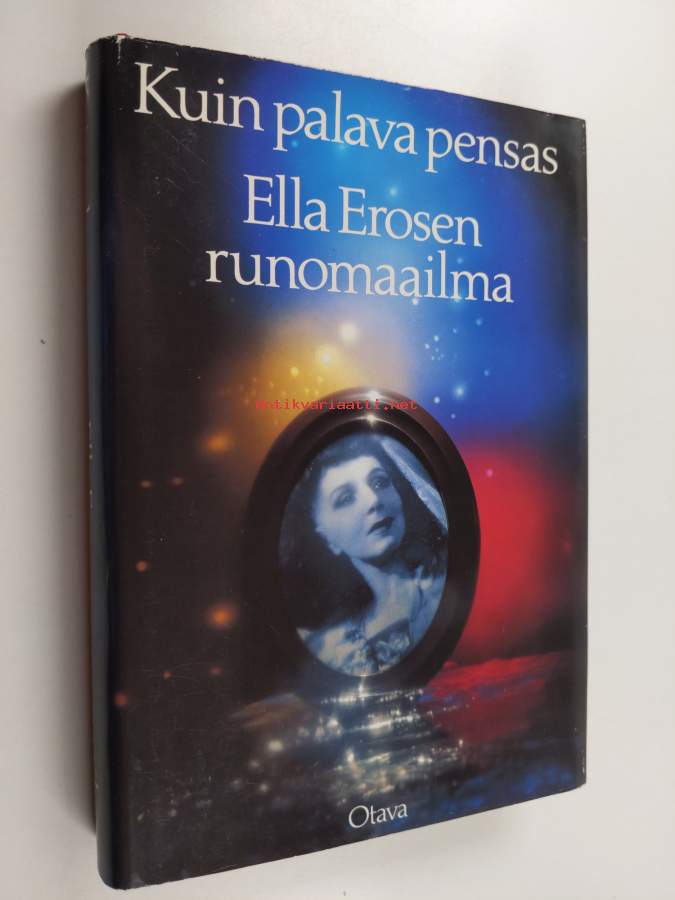 Kuin palava pensas
Ella Erosen
runomaailma
antikvariaatti.net
Otava